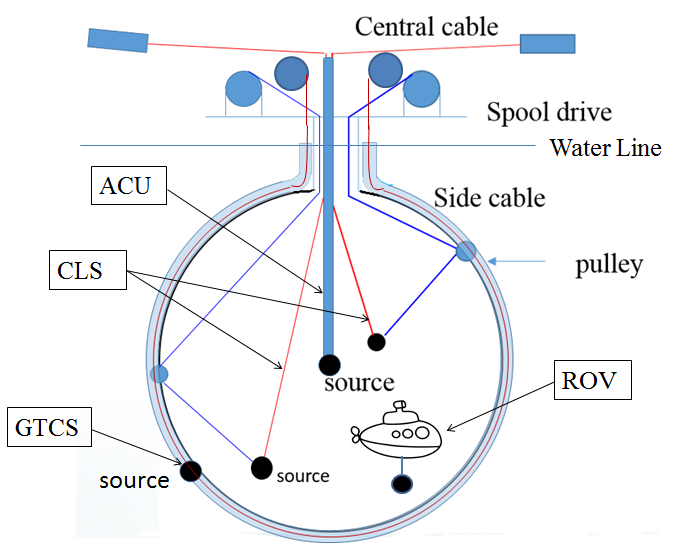 Central cable
Spool drive
Water Line
ACU
Side cable
CLS
pulley
source
ROV
GTCS
source
source